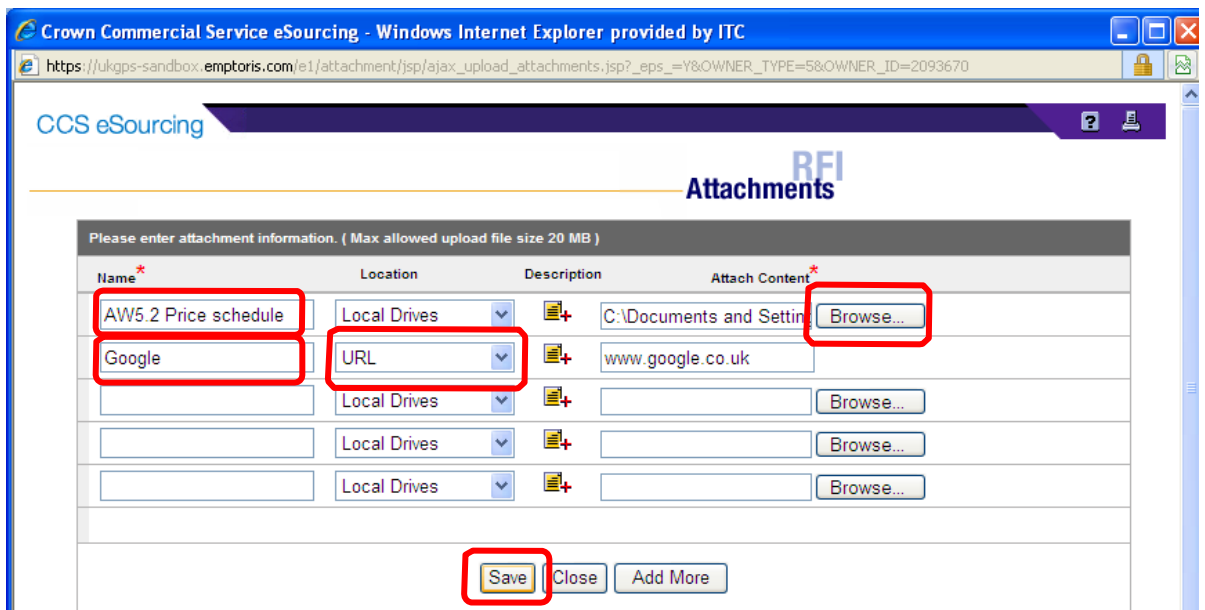 Crown Commercial Service eSourcing - Windows Internet Explorer provided by ITC
https://ukgps-sandbox.emptoris.com/e1/attachment/jsp/ajax_upload_attachments.jsp?_eps_=Y&OWNER_TYPE=5&OWNER_ID=2093670
CCS eSourcing
RFI
Attachments
Please enter attachment information. ( Max allowed upload file size 20 MB )
Name* Location Description Attach Content*
AW5.2 Price schedule Local Drives C:\Documents and Settin Browse...
Google URL www.google.co.uk
Local Drives Browse...
Local Drives Browse...
Local Drives Browse...
Save Close Add More